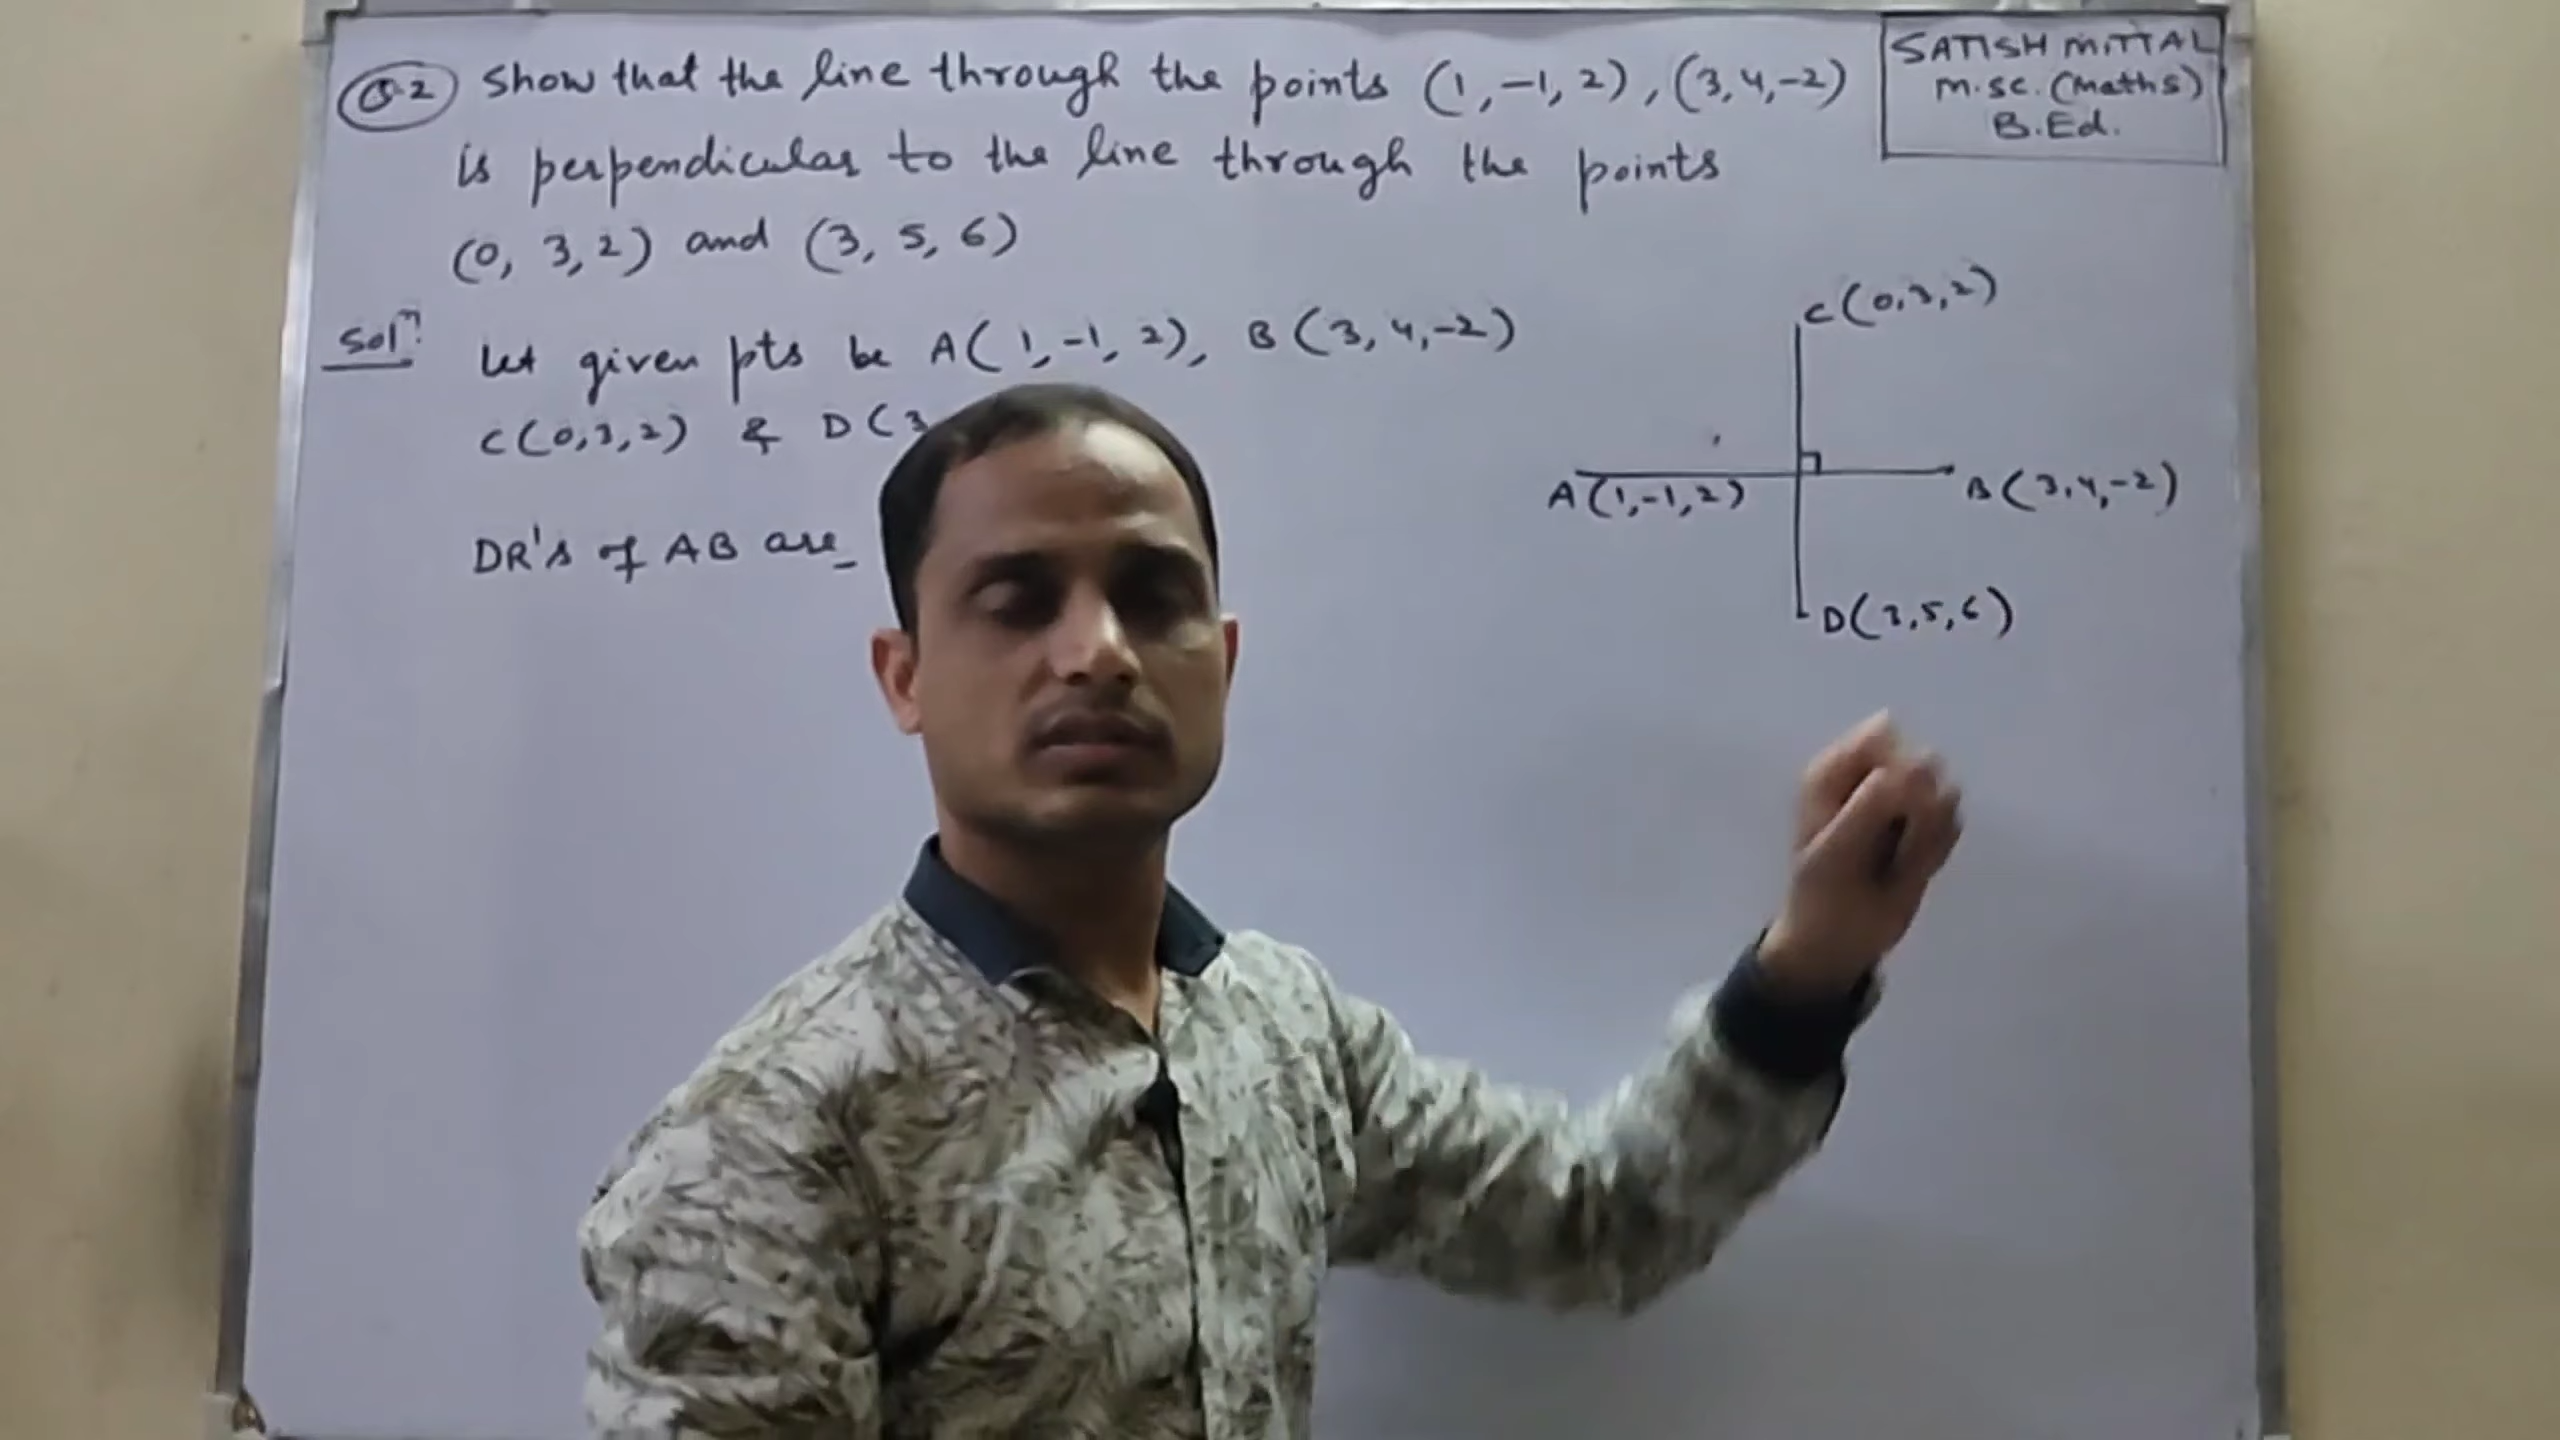 Q.2 Show that the line through the points (1, -1, 2), (3, 4, -2)
is perpendicular to the line through the points
(0, 3, 2) and (3, 5, 6)
SATISH MITTAL
M.SC. (Maths)
B.Ed.
Solⁿ: Let given pts be A(1, -1, 2), B(3, 4, -2)
C(0,3,2) & D(3
DR's of AB are
C(0,3,2)
A(1,-1,2)
B(3,4,-2)
D(3,5,6)